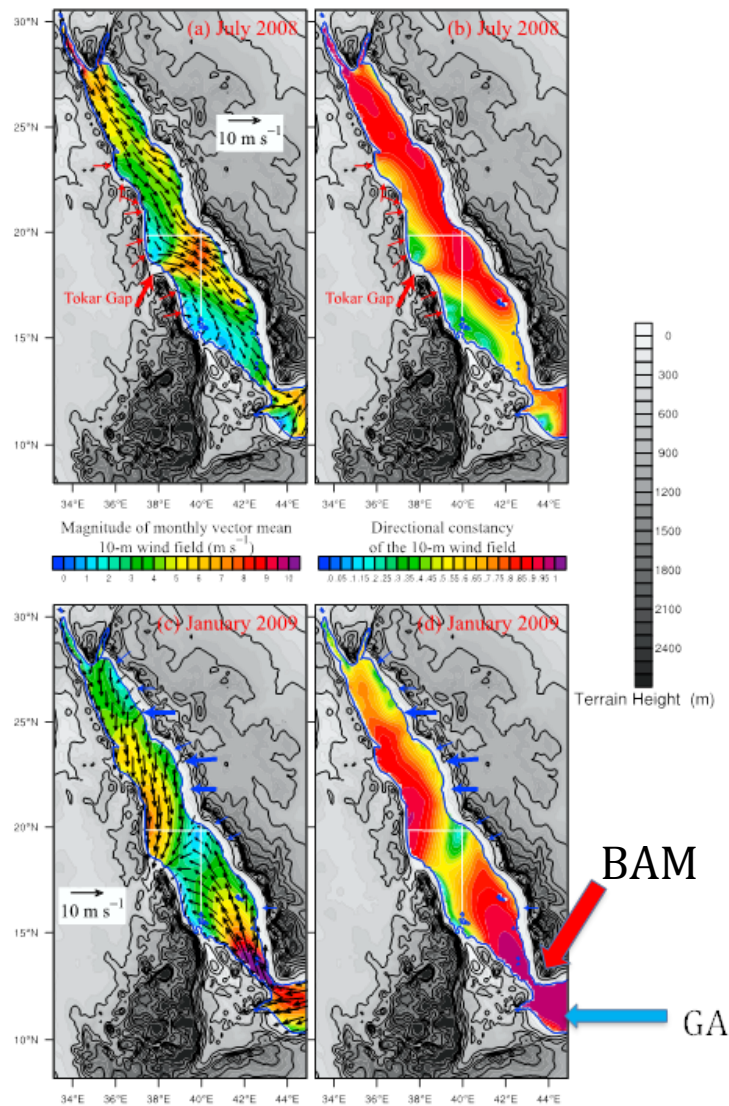 (a) July 2008
(b) July 2008
30°N
25°N
20°N
15°N
10°N
10 m s⁻¹
Tokar Gap
Tokar Gap
34°E 36°E 38°E 40°E 42°E 44°E
34°E 36°E 38°E 40°E 42°E 44°E
Magnitude of monthly vector mean
10-m wind field (m s⁻¹)
0 1 2 3 4 5 6 7 8 9 10
Directional constancy
of the 10-m wind field
.0 .05 .1 .15 .2 .25 .3 .35 .4 .45 .5 .55 .6 .65 .7 .75 .8 .85 .9 .95 1
0
300
600
900
1200
1500
1800
2100
2400
Terrain Height (m)
(c) January 2009
(d) January 2009
30°N
25°N
20°N
15°N
10°N
10 m s⁻¹
BAM
GA
34°E 36°E 38°E 40°E 42°E 44°E
34°E 36°E 38°E 40°E 42°E 44°E